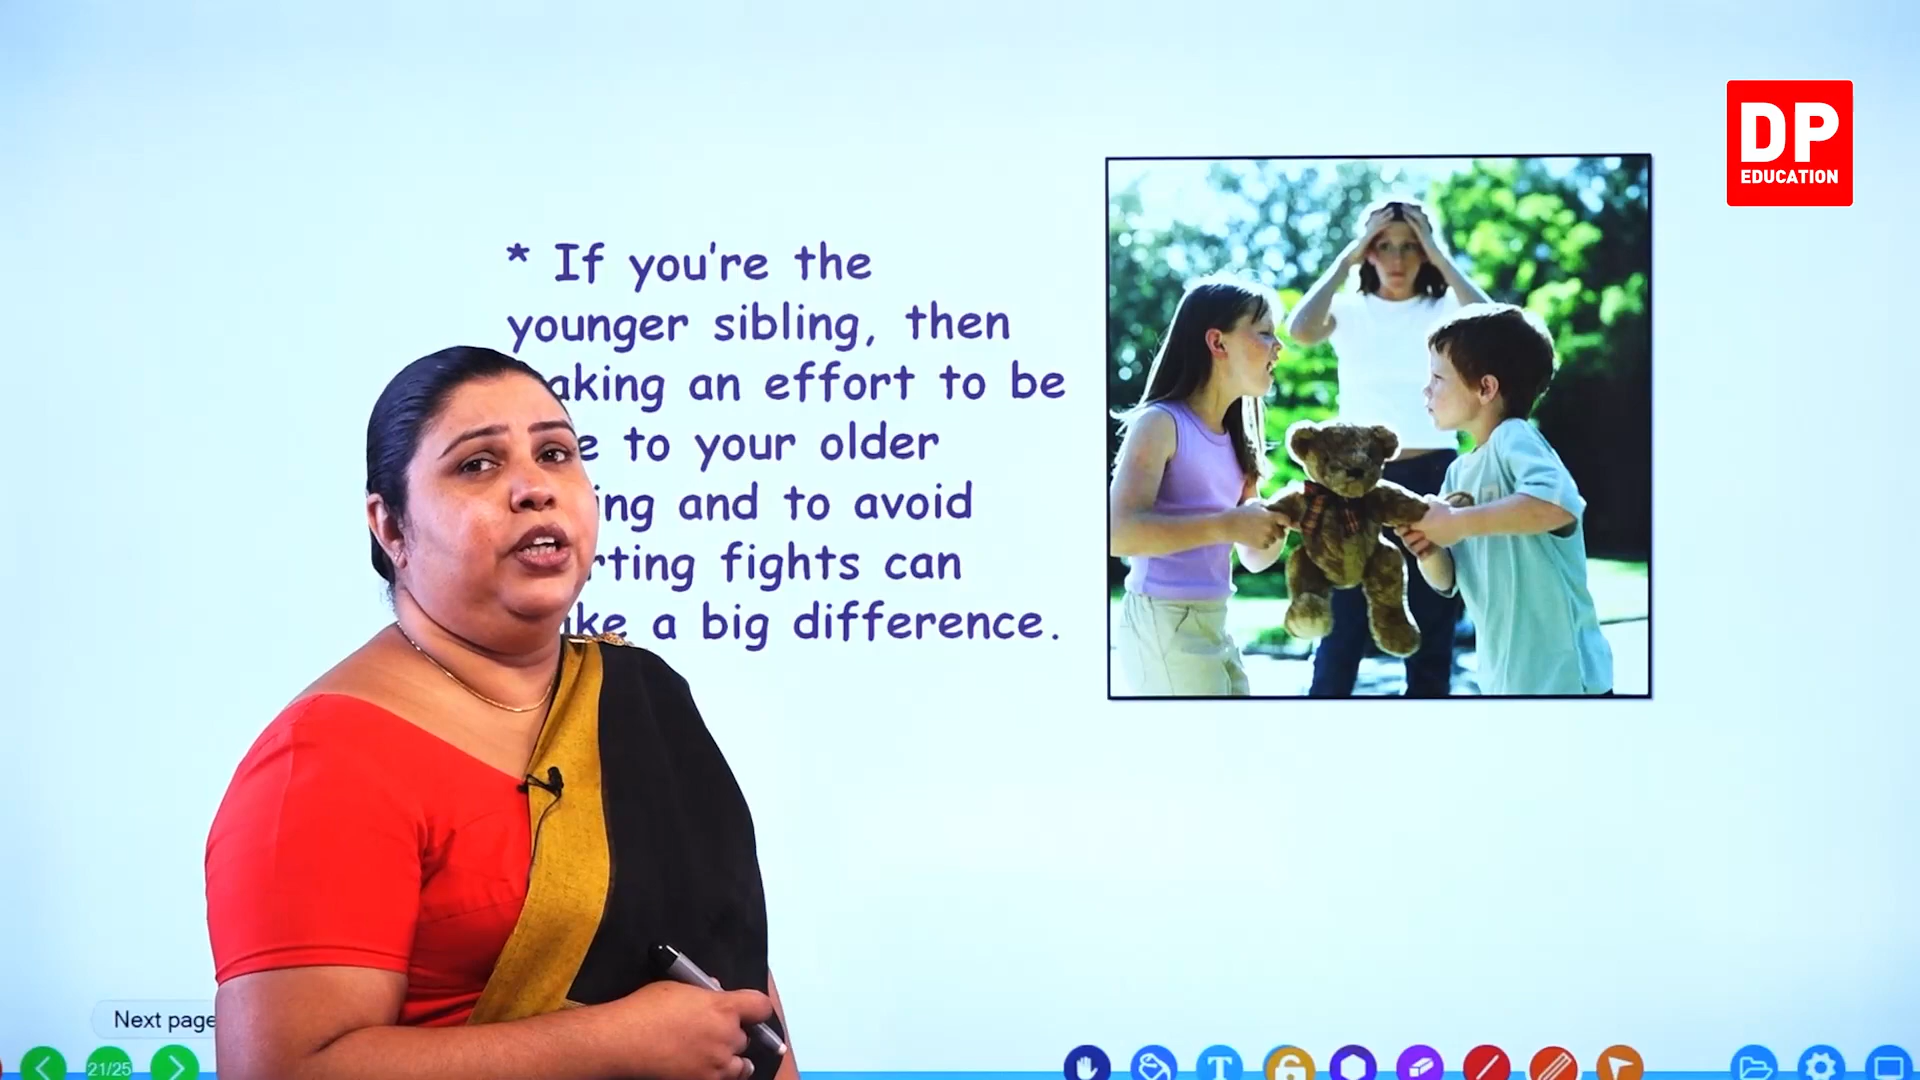 DP
EDUCATION
* If you're the
younger sibling, then
aking an effort to be
e to your older
ing and to avoid
rting fights can
ke a big difference.
Next page
21/25
T